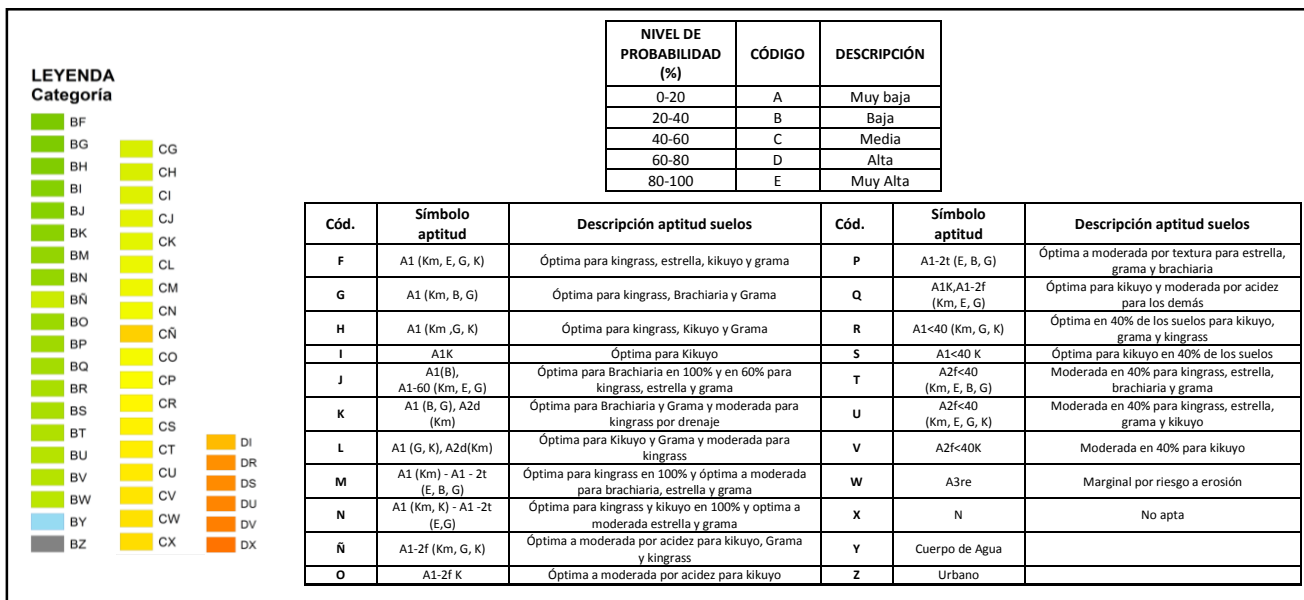 LEYENDA
Categoría
BF
BG
BH
BI
BJ
BK
BM
BN
BÑ
BO
BP
BQ
BR
BS
BT
BU
BV
BW
BY
BZ
CG
CH
CI
CJ
CK
CL
CM
CN
CÑ
CO
CP
CR
CS
CT
CU
CV
CW
CX
DI
DR
DS
DU
DV
DX
NIVEL DE
PROBABILIDAD
(%)
CÓDIGO
DESCRIPCIÓN
0-20 A Muy baja
20-40 B Baja
40-60 C Media
60-80 D Alta
80-100 E Muy Alta
Cód.
Símbolo
aptitud
Descripción aptitud suelos
Cód.
Símbolo
aptitud
Descripción aptitud suelos
F
A1 (Km, E, G, K)
Óptima para kingrass, estrella, kikuyo y grama
P
A1-2t (E, B, G)
Óptima a moderada por textura para estrella,
grama y brachiaria
G
A1 (Km, B, G)
Óptima para kingrass, Brachiaria y Grama
Q
A1K,A1-2f
(Km, E, G)
Óptima para kikuyo y moderada por acidez
para los demás
H
A1 (Km ,G, K)
Óptima para kingrass, Kikuyo y Grama
R
A1<40 (Km, G, K)
Óptima en 40% de los suelos para kikuyo,
grama y kingrass
I
A1K
Óptima para Kikuyo
S
A1<40 K
Óptima para kikuyo en 40% de los suelos
J
A1(B),
A1-60 (Km, E, G)
Óptima para Brachiaria en 100% y en 60% para
kingrass, estrella y grama
T
A2f<40
(Km, E, B, G)
Moderada en 40% para kingrass, estrella,
brachiaria y grama
K
A1 (B, G), A2d
(Km)
Óptima para Brachiaria y Grama y moderada para
kingrass por drenaje
U
A2f<40
(Km, E, G, K)
Moderada en 40% para kingrass, estrella,
grama y kikuyo
L
A1 (G, K), A2d(Km)
Óptima para Kikuyo y Grama y moderada para
kingrass
V
A2f<40K
Moderada en 40% para kikuyo
M
A1 (Km) - A1 - 2t
(E, B, G)
Óptima para kingrass en 100% y óptima a moderada
para brachiaria, estrella y grama
W
A3re
Marginal por riesgo a erosión
N
A1 (Km, K) - A1 -2t
(E,G)
Óptima para kingrass y kikuyo en 100% y optima a
moderada estrella y grama
X
N
No apta
Ñ
A1-2f (Km, G, K)
Óptima a moderada por acidez para kikuyo, Grama
y kingrass
Y
Cuerpo de Agua
O
A1-2f K
Óptima a moderada por acidez para kikuyo
Z
Urbano